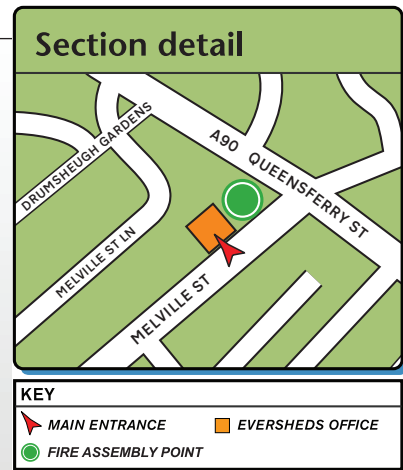 Section detail
DRUMSHEUGH GARDENS
A90 QUEENSFERRY ST
MELVILLE ST LN
MELVILLE ST
KEY
MAIN ENTRANCE
EVERSHEDS OFFICE
FIRE ASSEMBLY POINT